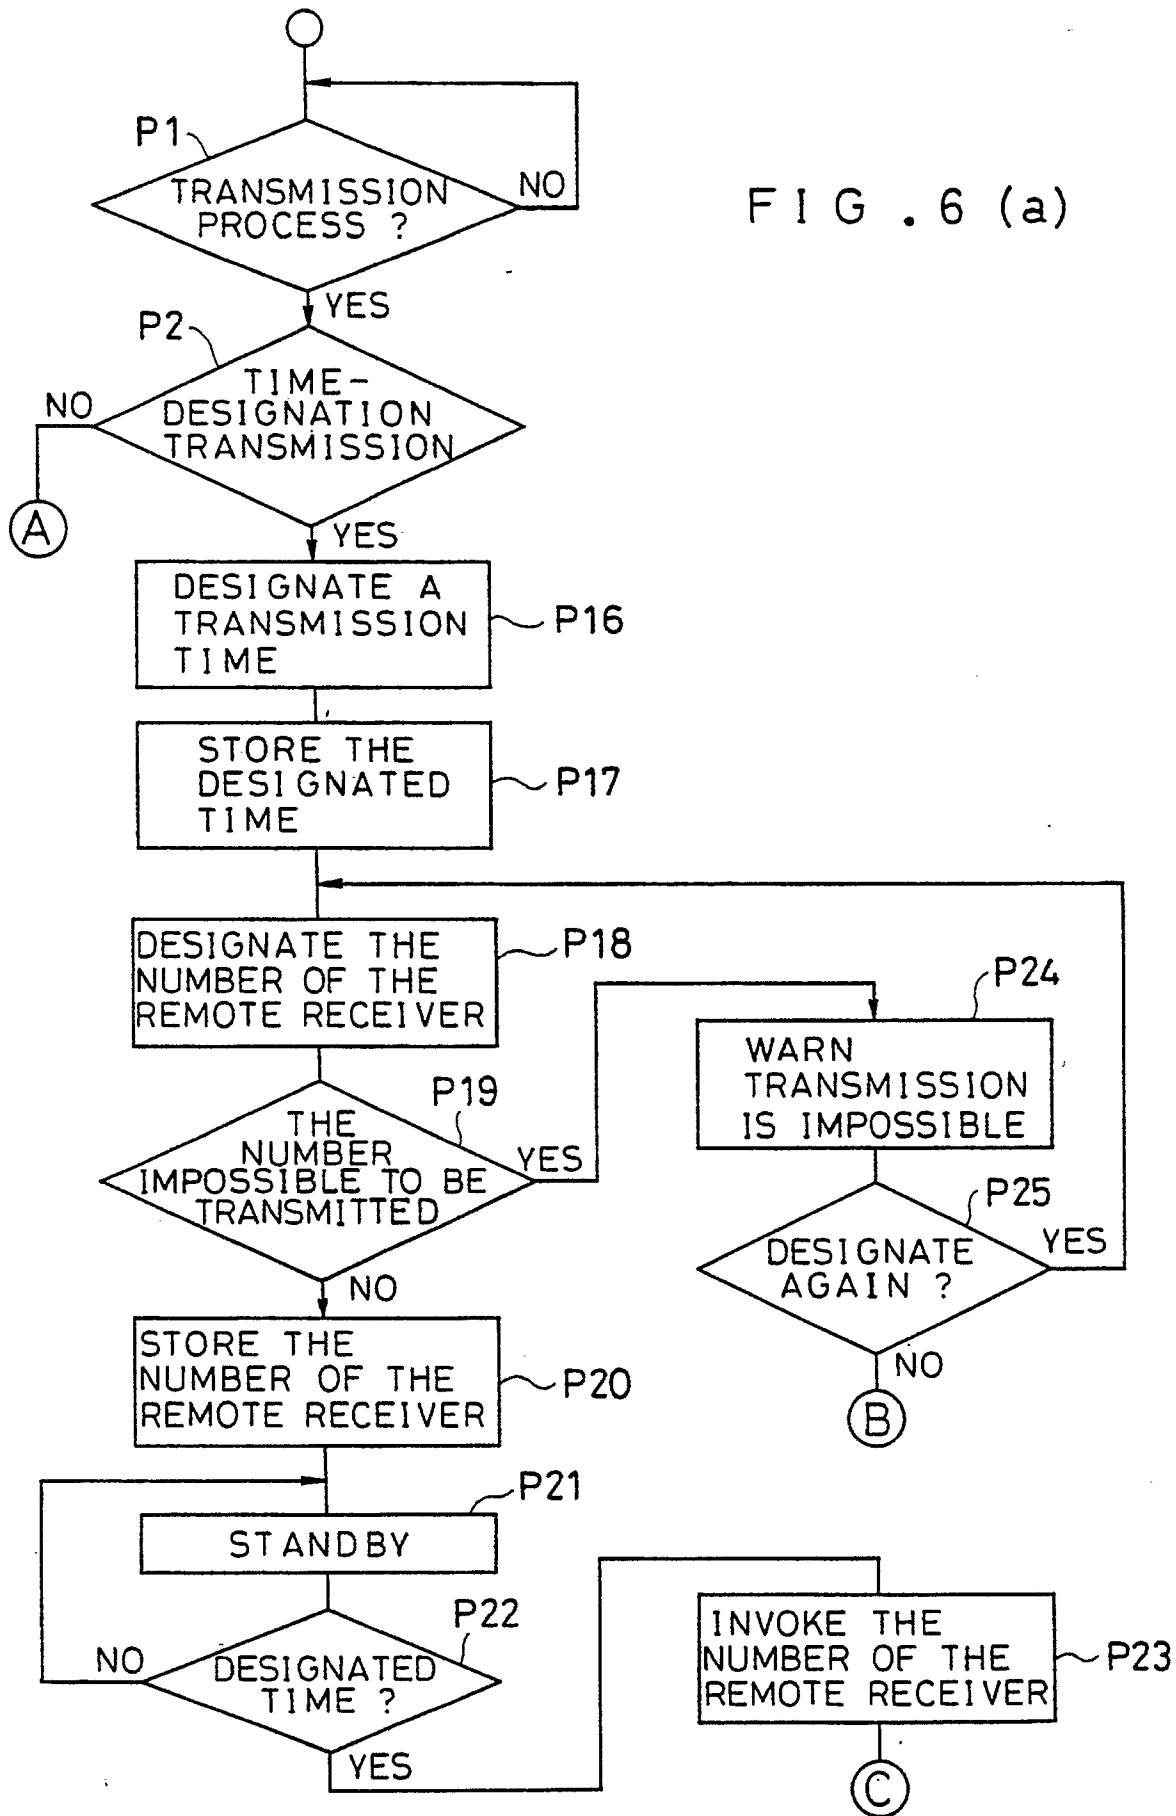 P1
TRANSMISSION
PROCESS ?
NO
FIG.6 (a)
YES
P2
TIME-
DESIGNATION
TRANSMISSION
NO
A
YES
DESIGNATE A
TRANSMISSION
TIME
P16
STORE THE
DESIGNATED
TIME
P17
DESIGNATE THE
NUMBER OF THE
REMOTE RECEIVER
P18
P24
WARN
TRANSMISSION
IS IMPOSSIBLE
P19
THE
NUMBER
IMPOSSIBLE TO BE
TRANSMITTED
YES
P25
DESIGNATE
AGAIN ?
YES
NO
B
NO
STORE THE
NUMBER OF THE
REMOTE RECEIVER
P20
P21
STANDBY
P22
DESIGNATED
TIME ?
NO
YES
INVOKE THE
NUMBER OF THE
REMOTE RECEIVER
P23
C